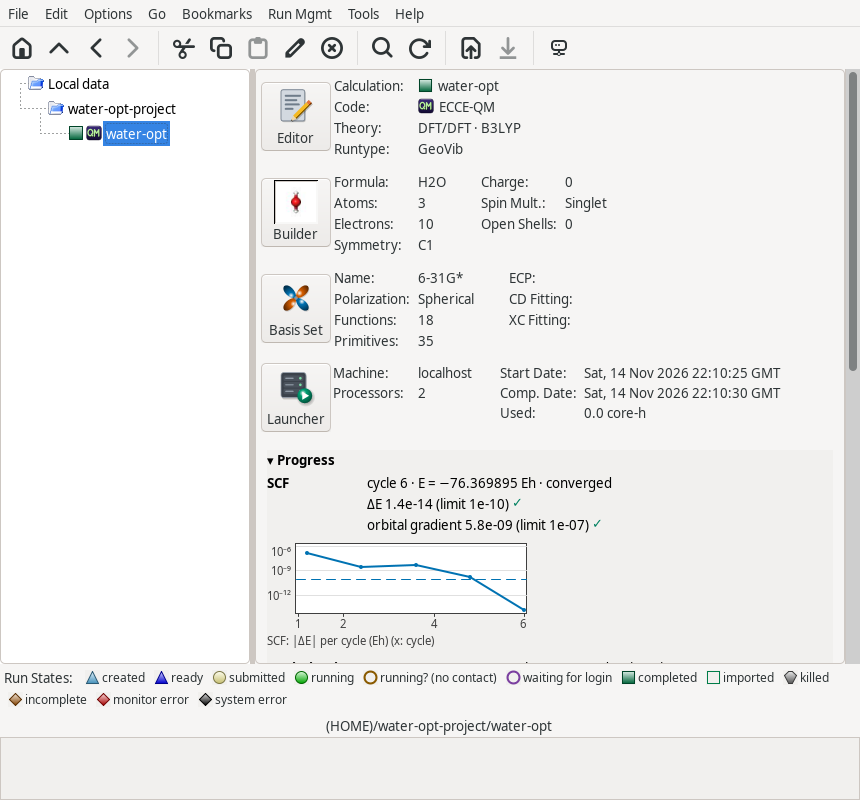 File Edit Options Go Bookmarks Run Mgmt Tools Help
Local data
water-opt-project
QM water-opt
Editor
Calculation: water-opt
Code: QM ECCE-QM
Theory: DFT/DFT · B3LYP
Runtype: GeoVib
Builder
Formula: H2O Charge: 0
Atoms: 3 Spin Mult.: Singlet
Electrons: 10 Open Shells: 0
Symmetry: C1
Basis Set
Name: 6-31G* ECP:
Polarization: Spherical CD Fitting:
Functions: 18 XC Fitting:
Primitives: 35
Launcher
Machine: localhost Start Date: Sat, 14 Nov 2026 22:10:25 GMT
Processors: 2 Comp. Date: Sat, 14 Nov 2026 22:10:30 GMT
Used: 0.0 core-h
▾ Progress
SCF cycle 6 · E = −76.369895 Eh · converged
ΔE 1.4e-14 (limit 1e-10) ✓
orbital gradient 5.8e-09 (limit 1e-07) ✓
10⁻⁶
10⁻⁹
10⁻¹²
1 2 4 6
SCF: |ΔE| per cycle (Eh) (x: cycle)
Run States: created ready submitted running running? (no contact) waiting for login completed imported killed
incomplete monitor error system error
(HOME)/water-opt-project/water-opt